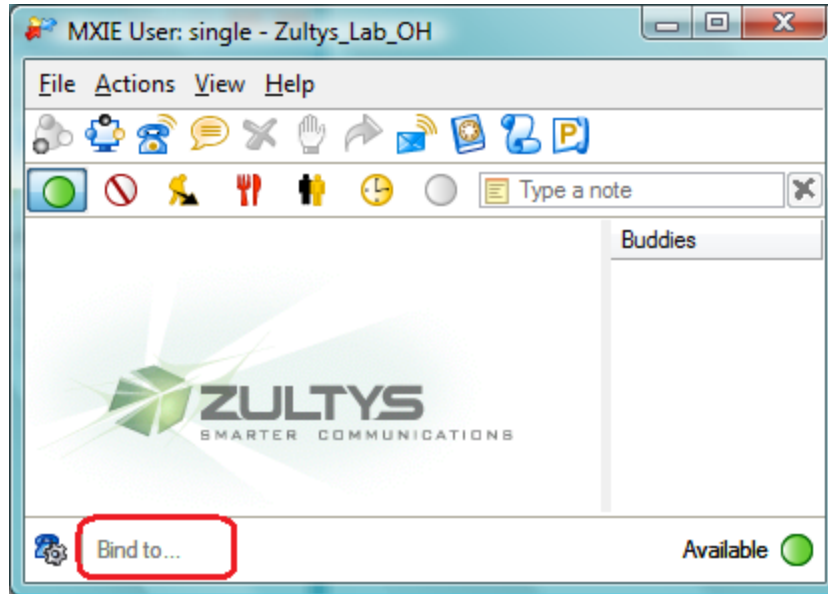 MXIE User: single - Zultys_Lab_OH
File Actions View Help
P
Type a note
Buddies
ZULTYS
SMARTER COMMUNICATIONS
Bind to...
Available